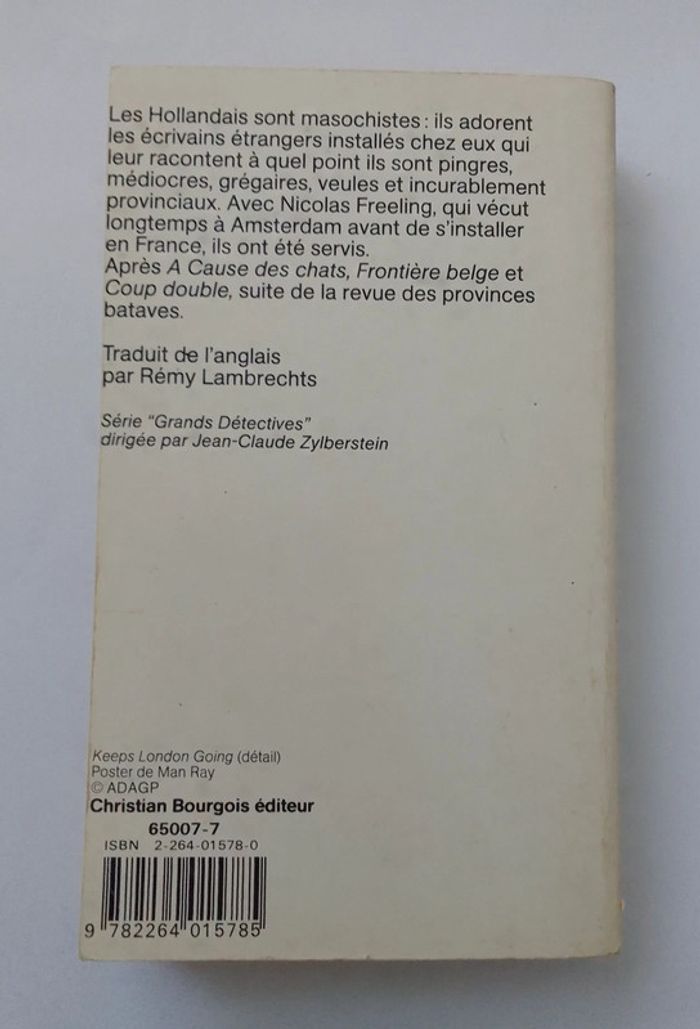 Les Hollandais sont masochistes : ils adorent
les écrivains étrangers installés chez eux qui
leur racontent à quel point ils sont pingres,
médiocres, grégaires, veules et incurablement
provinciaux. Avec Nicolas Freeling, qui vécut
longtemps à Amsterdam avant de s'installer
en France, ils ont été servis.
Après A Cause des chats, Frontière belge et
Coup double, suite de la revue des provinces
bataves.
Traduit de l'anglais
par Rémy Lambrechts
Série "Grands Détectives"
dirigée par Jean-Claude Zylberstein
Keeps London Going (détail)
Poster de Man Ray
© ADAGP
Christian Bourgois éditeur
65007-7
ISBN 2-264-01578-0
9 782264 015785